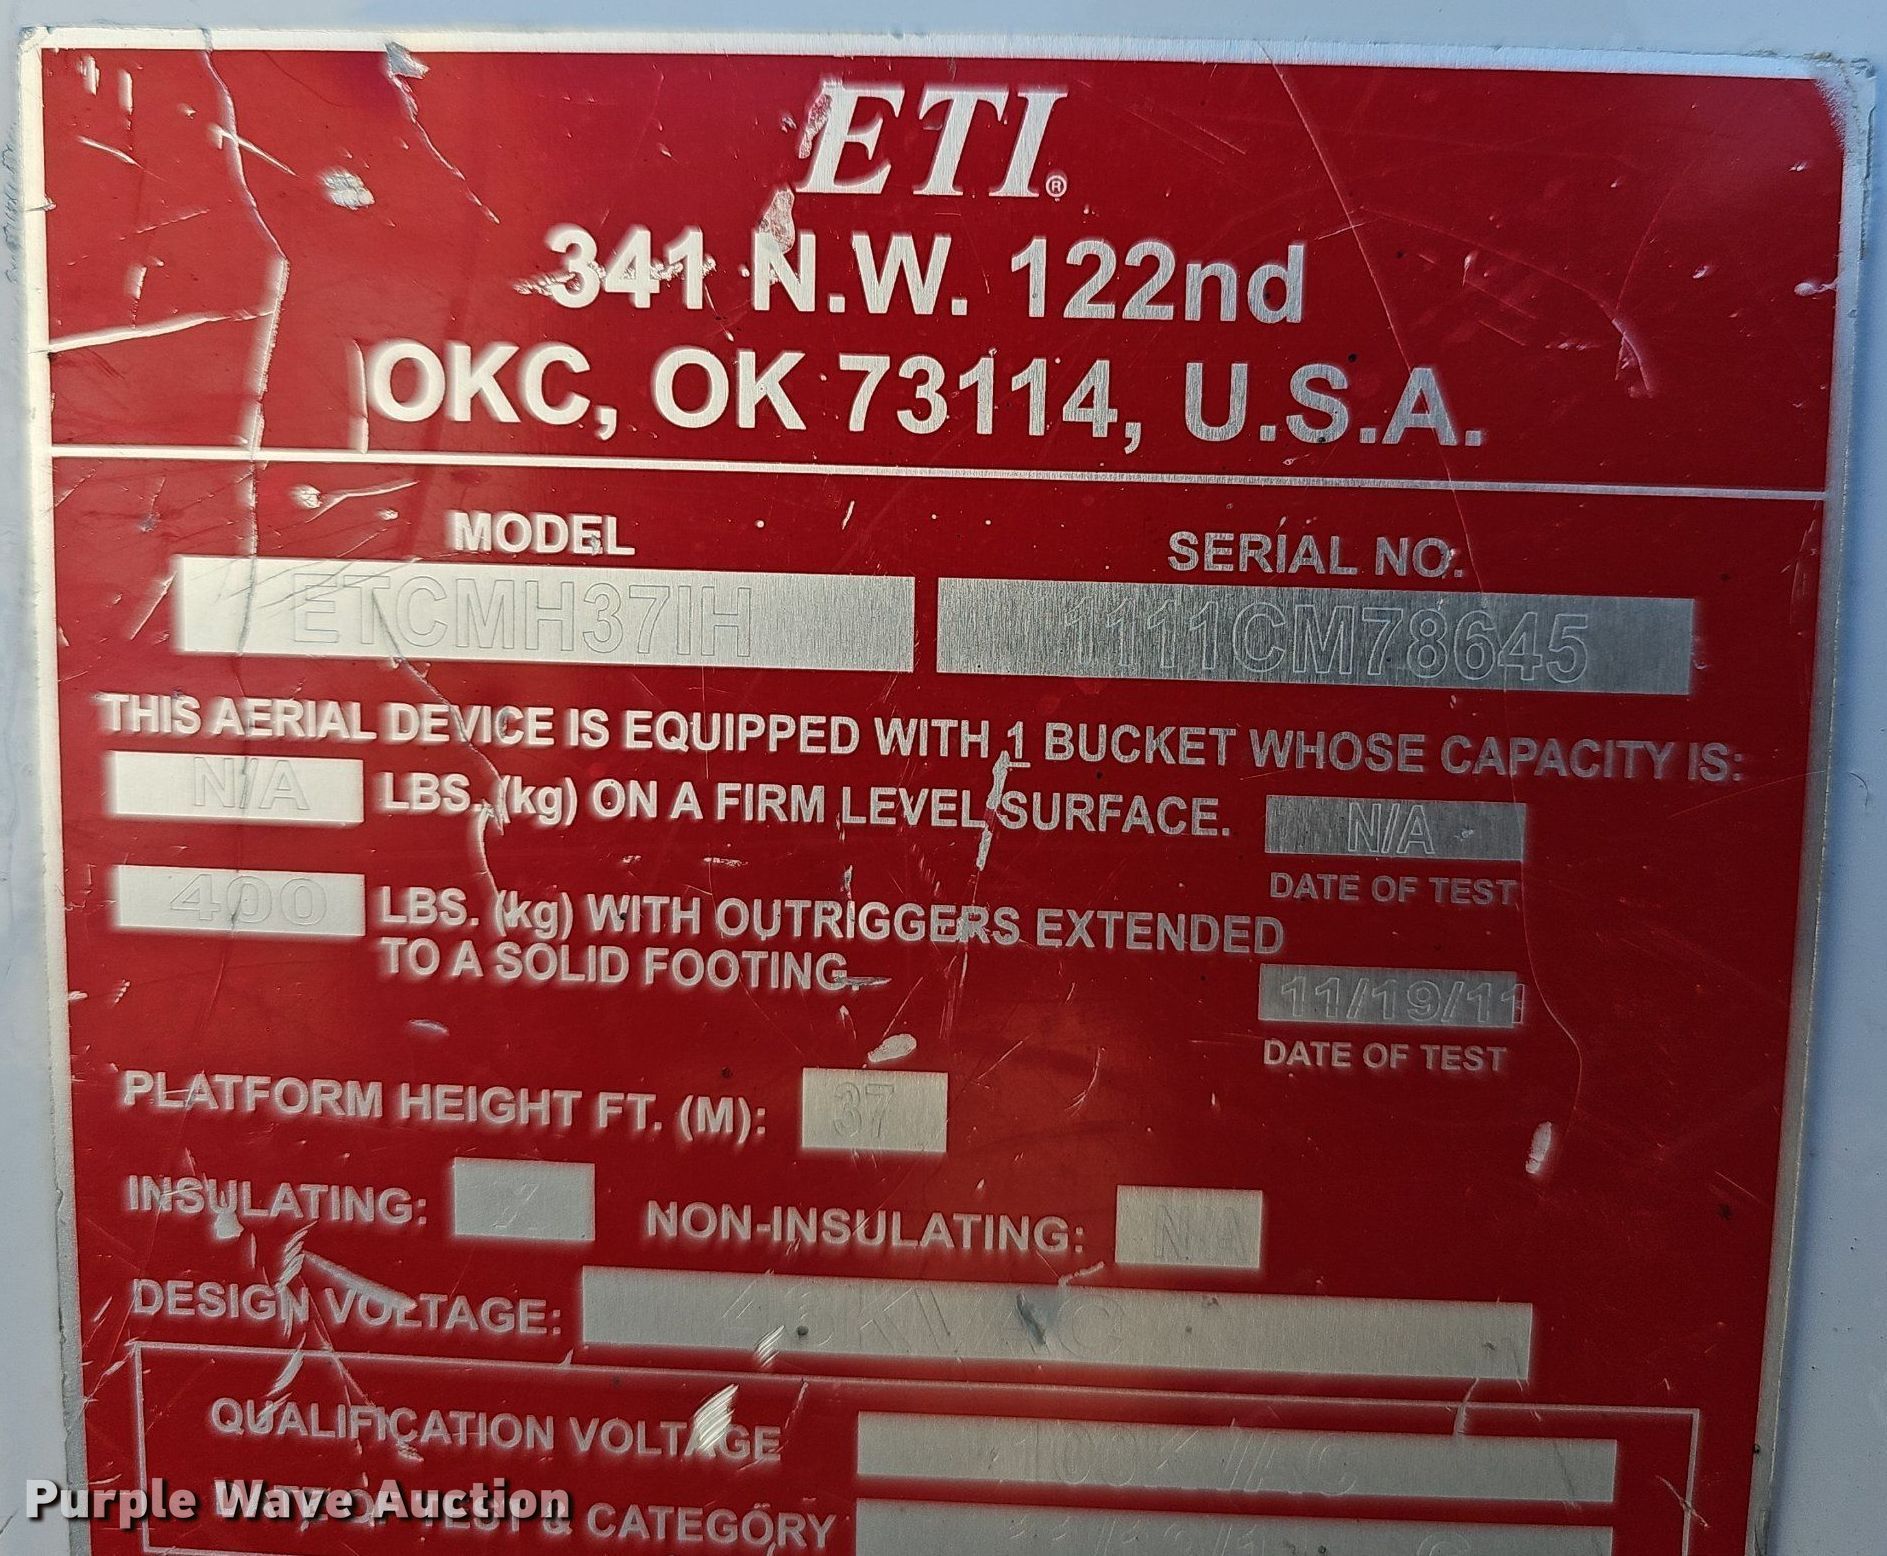 ETI®
341 N.W. 122nd
OKC, OK 73114, U.S.A.
MODEL SERIAL NO.
ETCMH37IH 1111CM78645
THIS AERIAL DEVICE IS EQUIPPED WITH 1 BUCKET WHOSE CAPACITY IS:
N/A LBS. (kg) ON A FIRM LEVEL SURFACE. N/A
DATE OF TEST
400 LBS. (kg) WITH OUTRIGGERS EXTENDED
TO A SOLID FOOTING. 11/19/11
DATE OF TEST
PLATFORM HEIGHT FT. (M): 37
INSULATING: X NON-INSULATING: N/A
DESIGN VOLTAGE:
QUALIFICATION VOLTAGE
DATE OF TEST & CATEGORY
Purple Wave Auction